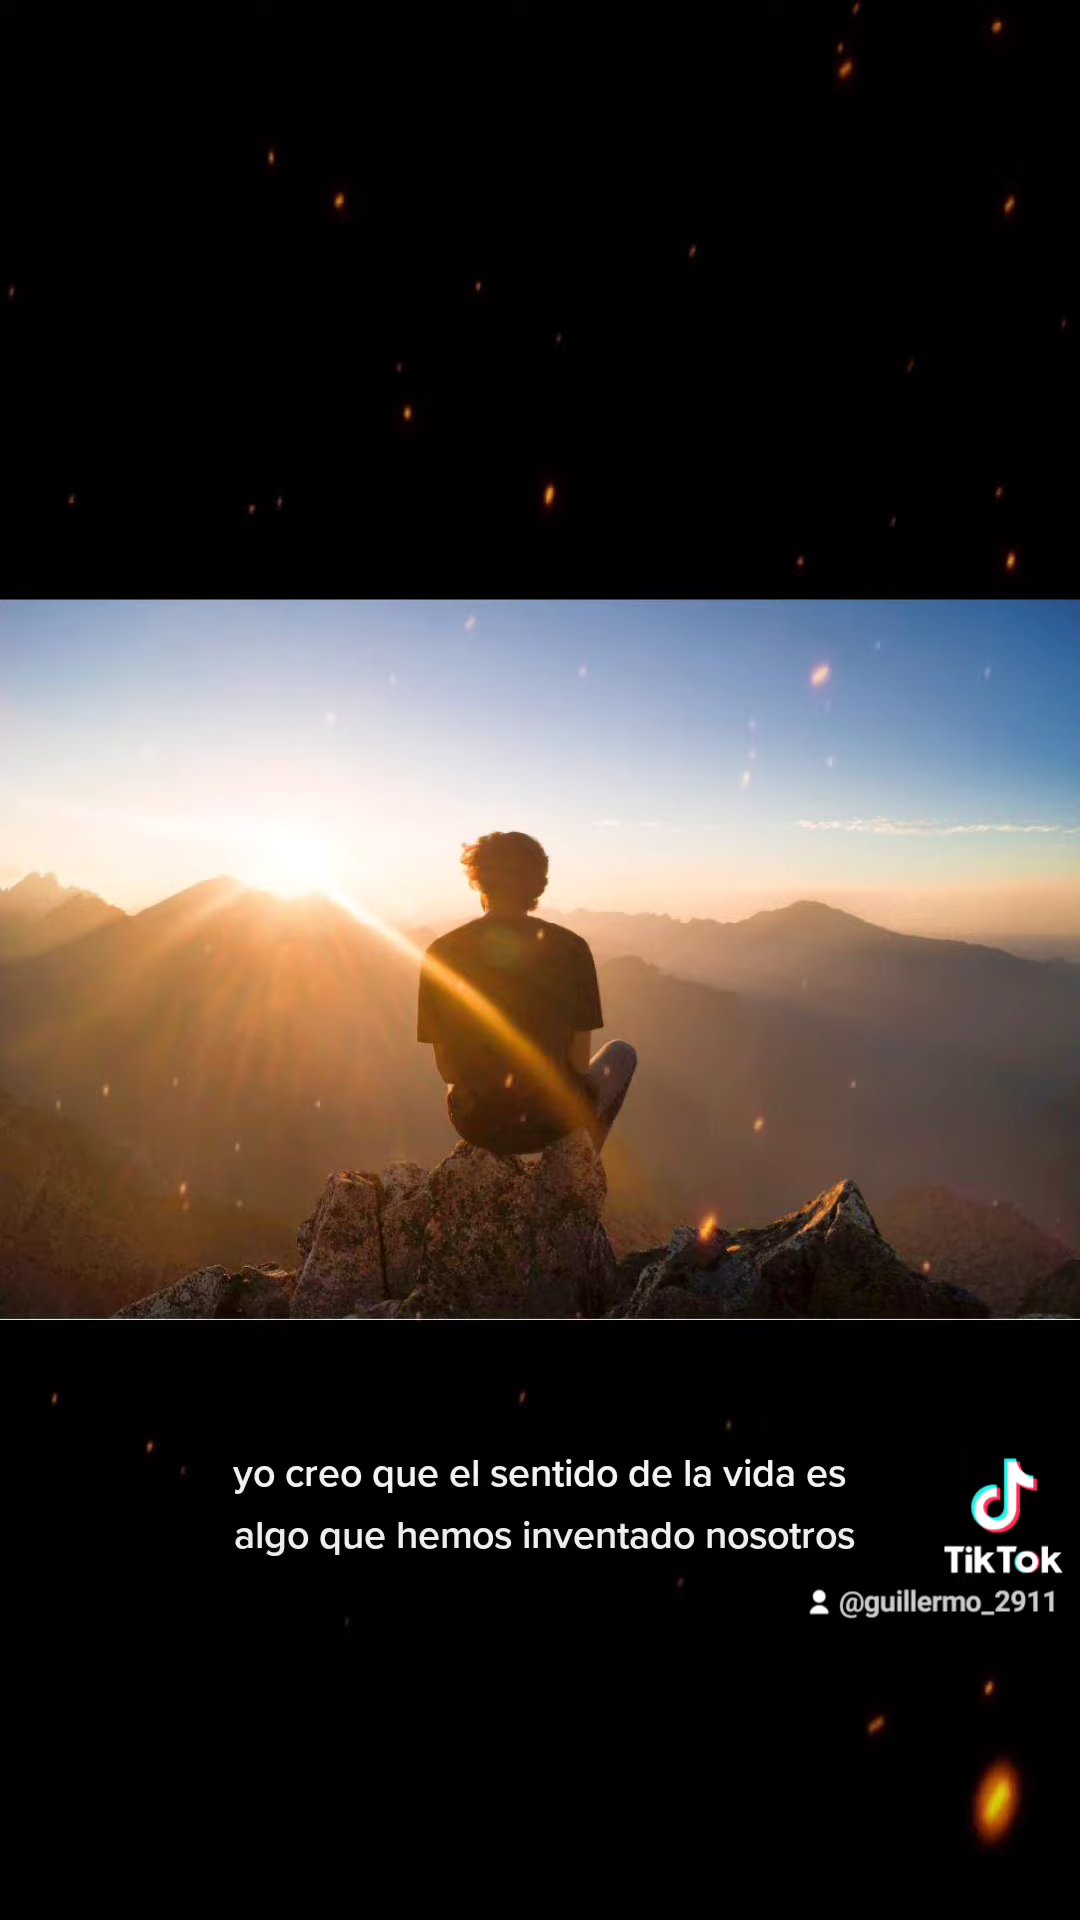 yo creo que el sentido de la vida es
algo que hemos inventado nosotros
TikTok
@guillermo_2911